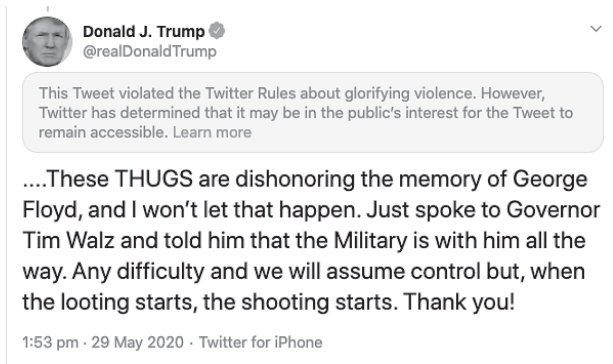 Donald J. Trump
@realDonaldTrump
This Tweet violated the Twitter Rules about glorifying violence. However,
Twitter has determined that it may be in the public’s interest for the Tweet to
remain accessible. Learn more
....These THUGS are dishonoring the memory of George
Floyd, and I won’t let that happen. Just spoke to Governor
Tim Walz and told him that the Military is with him all the
way. Any difficulty and we will assume control but, when
the looting starts, the shooting starts. Thank you!
1:53 pm · 29 May 2020 · Twitter for iPhone